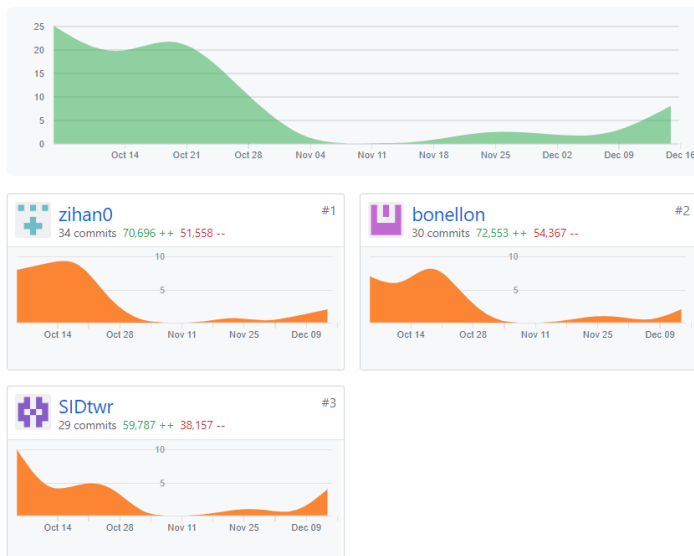 25
20
15
10
5
0
Oct 14 Oct 21 Oct 28 Nov 04 Nov 11 Nov 18 Nov 25 Dec 02 Dec 09 Dec 16
zihan0 #1
34 commits 70,696 ++ 51,558 --
10
5
Oct 14 Oct 28 Nov 11 Nov 25 Dec 09
bonellon #2
30 commits 72,553 ++ 54,367 --
10
5
Oct 14 Oct 28 Nov 11 Nov 25 Dec 09
SIDtwr #3
29 commits 59,787 ++ 38,157 --
10
5
Oct 14 Oct 28 Nov 11 Nov 25 Dec 09